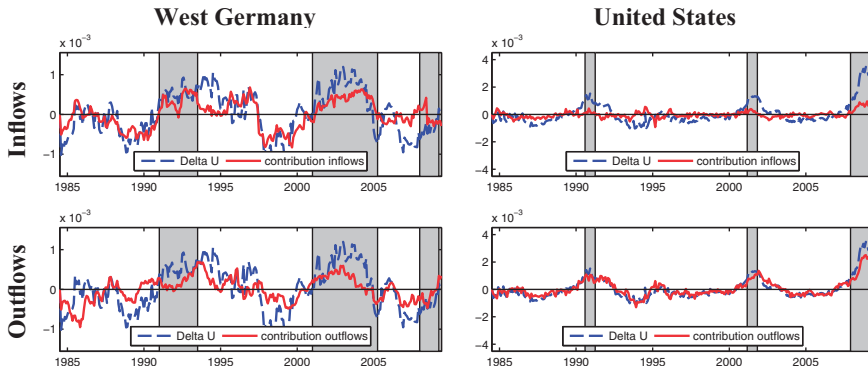 West Germany
United States
Inflows
x 10⁻³
1
0
−1
Delta U
contribution inflows
1985 1990 1995 2000 2005
x 10⁻³
4
2
0
−2
−4
Delta U
contribution inflows
1985 1990 1995 2000 2005
Outflows
x 10⁻³
1
0
−1
Delta U
contribution outflows
1985 1990 1995 2000 2005
x 10⁻³
4
2
0
−2
−4
Delta U
contribution outflows
1985 1990 1995 2000 2005